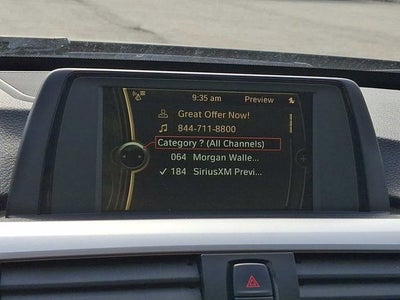 9:35 am Preview
Great Offer Now!
844-711-8800
Category ? (All Channels)
064 Morgan Walle...
184 SiriusXM Previ...